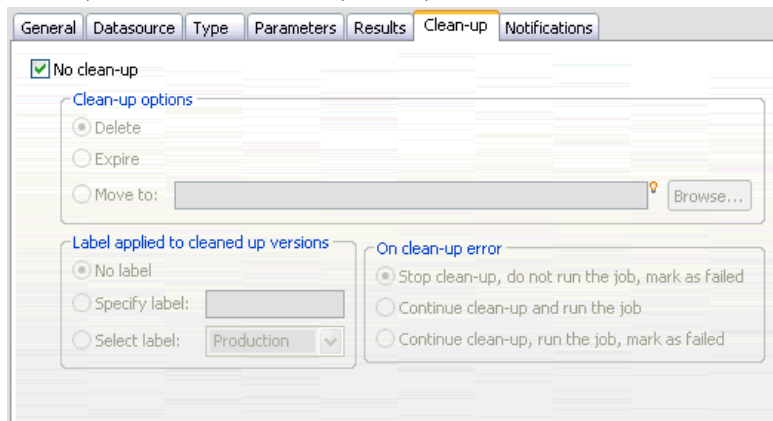 General Datasource Type Parameters Results Clean-up Notifications
No clean-up
Clean-up options
Delete
Expire
Move to: Browse...
Label applied to cleaned up versions
No label
Specify label:
Select label: Production
On clean-up error
Stop clean-up, do not run the job, mark as failed
Continue clean-up and run the job
Continue clean-up, run the job, mark as failed